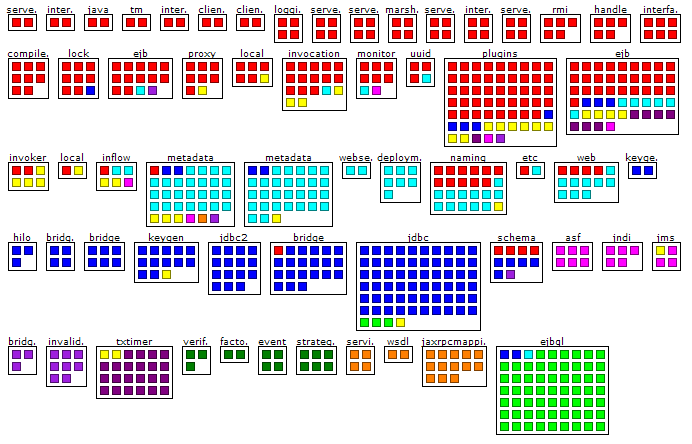 serve. inter. java tm inter. clien. clien. loggi. serve. serve. marsh. serve. inter. serve. rmi handle interfa.
compile. lock ejb proxy local invocation monitor uuid plugins ejb
invoker local inflow metadata metadata webse. deploym. naming etc web keyge.
hilo bridg. bridge keygen jdbc2 bridge jdbc schema asf jndi jms
bridg. invalid. txtimer verif. facto. event strateg. servi. wsdl jaxrpcmappi. ejbql